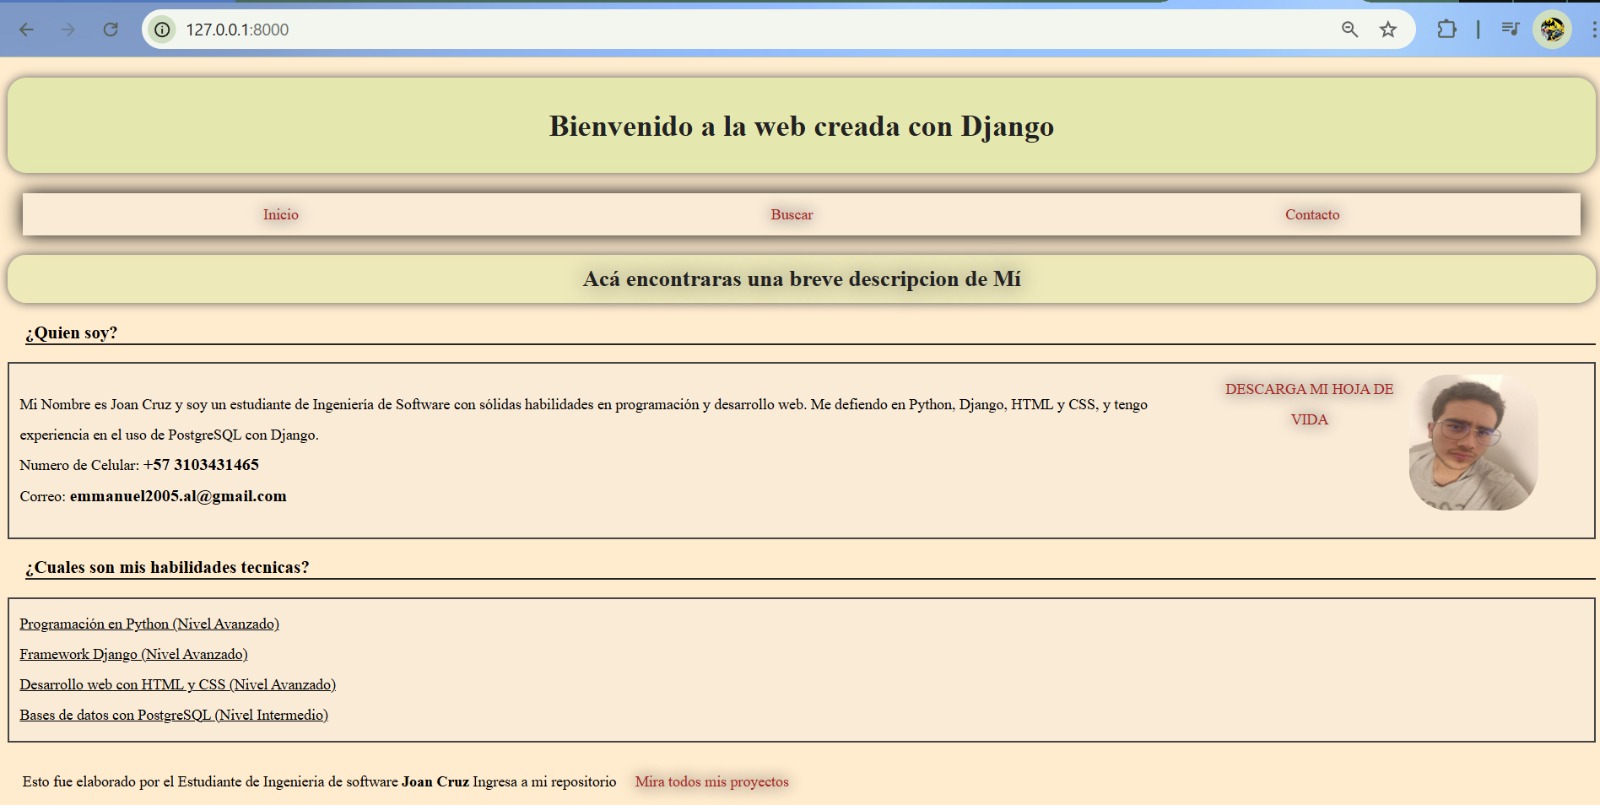 127.0.0.1:8000
Bienvenido a la web creada con Django
Inicio Buscar Contacto
Acá encontraras una breve descripcion de Mí
¿Quien soy?
Mi Nombre es Joan Cruz y soy un estudiante de Ingeniería de Software con sólidas habilidades en programación y desarrollo web. Me defiendo en Python, Django, HTML y CSS, y tengo
experiencia en el uso de PostgreSQL con Django.
Numero de Celular: +57 3103431465
Correo: emmanuel2005.al@gmail.com
DESCARGA MI HOJA DE
VIDA
¿Cuales son mis habilidades tecnicas?
Programación en Python (Nivel Avanzado)
Framework Django (Nivel Avanzado)
Desarrollo web con HTML y CSS (Nivel Avanzado)
Bases de datos con PostgreSQL (Nivel Intermedio)
Esto fue elaborado por el Estudiante de Ingenieria de software Joan Cruz Ingresa a mi repositorio Mira todos mis proyectos